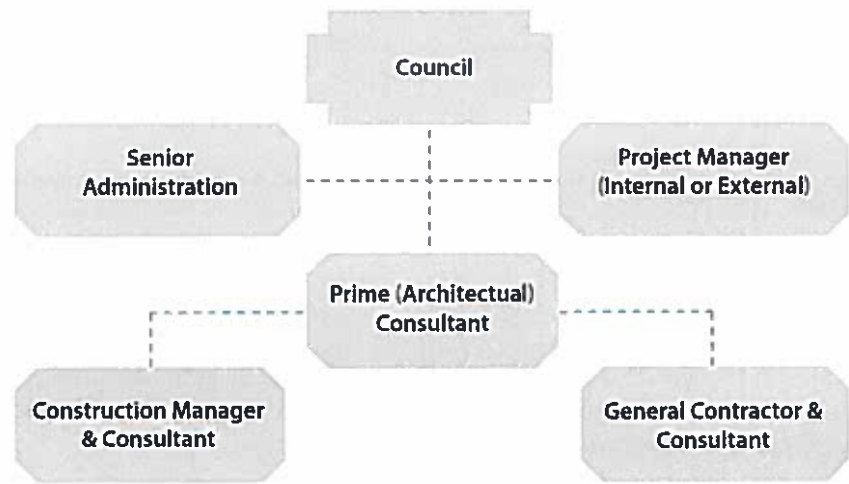 Council
Senior
Administration
Project Manager
(Internal or External)
Prime (Architectual)
Consultant
Construction Manager
& Consultant
General Contractor &
Consultant